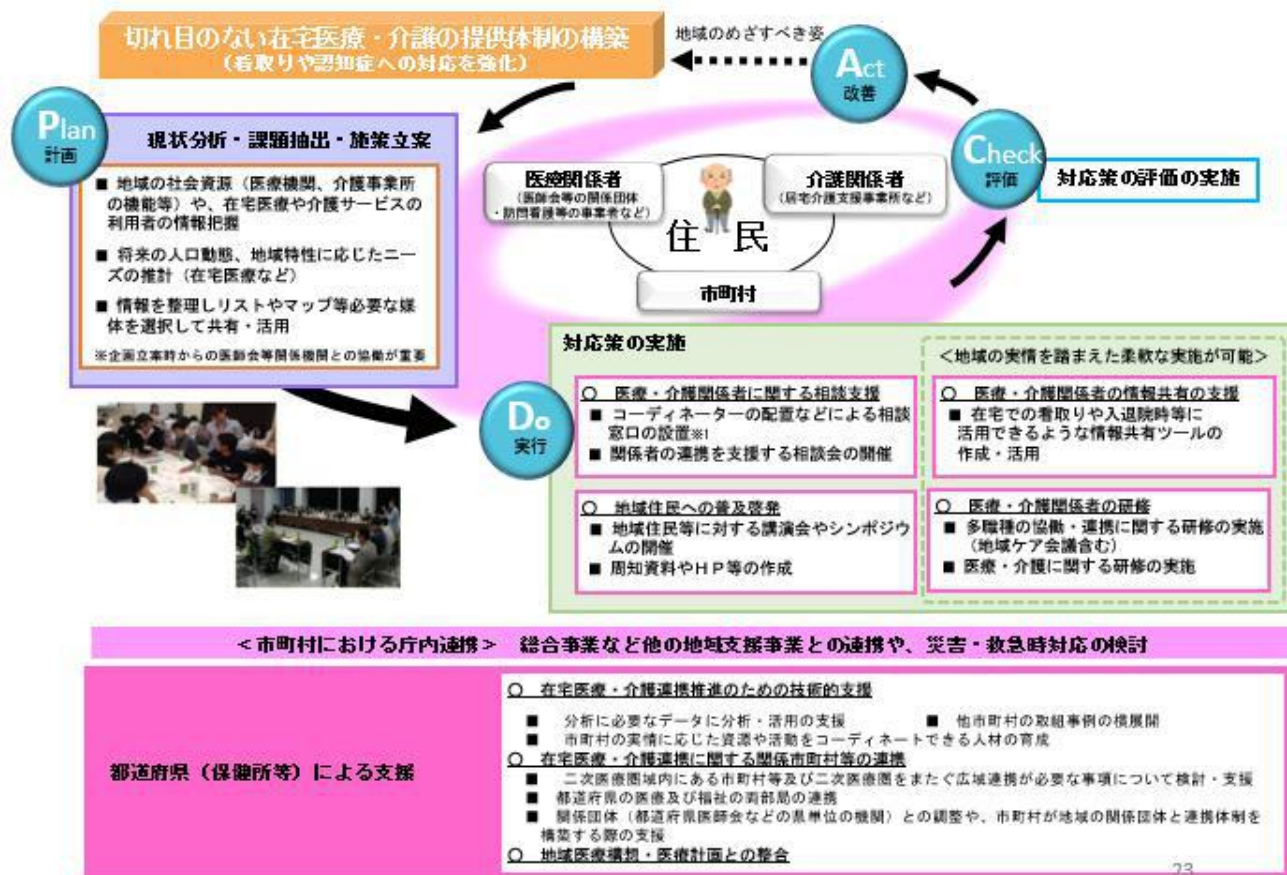 切れ目のない在宅医療・介護の提供体制の構築
（看取りや認知症への対応を強化）
地域のめざすべき姿
Act
改善
Plan
計画
現状分析・課題抽出・施策立案
■ 地域の社会資源（医療機関、介護事業所
の機能等）や、在宅医療や介護サービスの
利用者の情報把握
■ 将来の人口動態、地域特性に応じたニー
ズの推計（在宅医療など）
■ 情報を整理しリストやマップ等必要な媒
体を選択して共有・活用
※企画立案時からの医師会等関係機関との協働が重要
医療関係者
（医師会等の関係団体
・訪問看護等の事業者など）
介護関係者
（居宅介護支援事業所など）
住 民
市町村
Check
評価
対応策の評価の実施
Do
実行
対応策の実施
＜地域の実情を踏まえた柔軟な実施が可能＞
○ 医療・介護関係者に関する相談支援
■ コーディネーターの配置などによる相談
窓口の設置※1
■ 関係者の連携を支援する相談会の開催
○ 地域住民への普及啓発
■ 地域住民等に対する講演会やシンポジウ
ムの開催
■ 周知資料やＨＰ等の作成
○ 医療・介護関係者の情報共有の支援
■ 在宅での看取りや入退院時等に
活用できるような情報共有ツールの
作成・活用
○ 医療・介護関係者の研修
■ 多職種の協働・連携に関する研修の実施
（地域ケア会議含む）
■ 医療・介護に関する研修の実施
＜市町村における庁内連携＞ 総合事業など他の地域支援事業との連携や、災害・救急時対応の検討
都道府県（保健所等）による支援
○ 在宅医療・介護連携推進のための技術的支援
■ 分析に必要なデータに分析・活用の支援 ■ 他市町村の取組事例の横展開
■ 市町村の実情に応じた資源や活動をコーディネートできる人材の育成
○ 在宅医療・介護連携に関する関係市町村等の連携
■ 二次医療圏域内にある市町村等及び二次医療圏をまたぐ広域連携が必要な事項について検討・支援
■ 都道府県の医療及び福祉の両部局の連携
■ 関係団体（都道府県医師会などの県単位の機関）との調整や、市町村が地域の関係団体と連携体制を
構築する際の支援
○ 地域医療構想・医療計画との整合
23